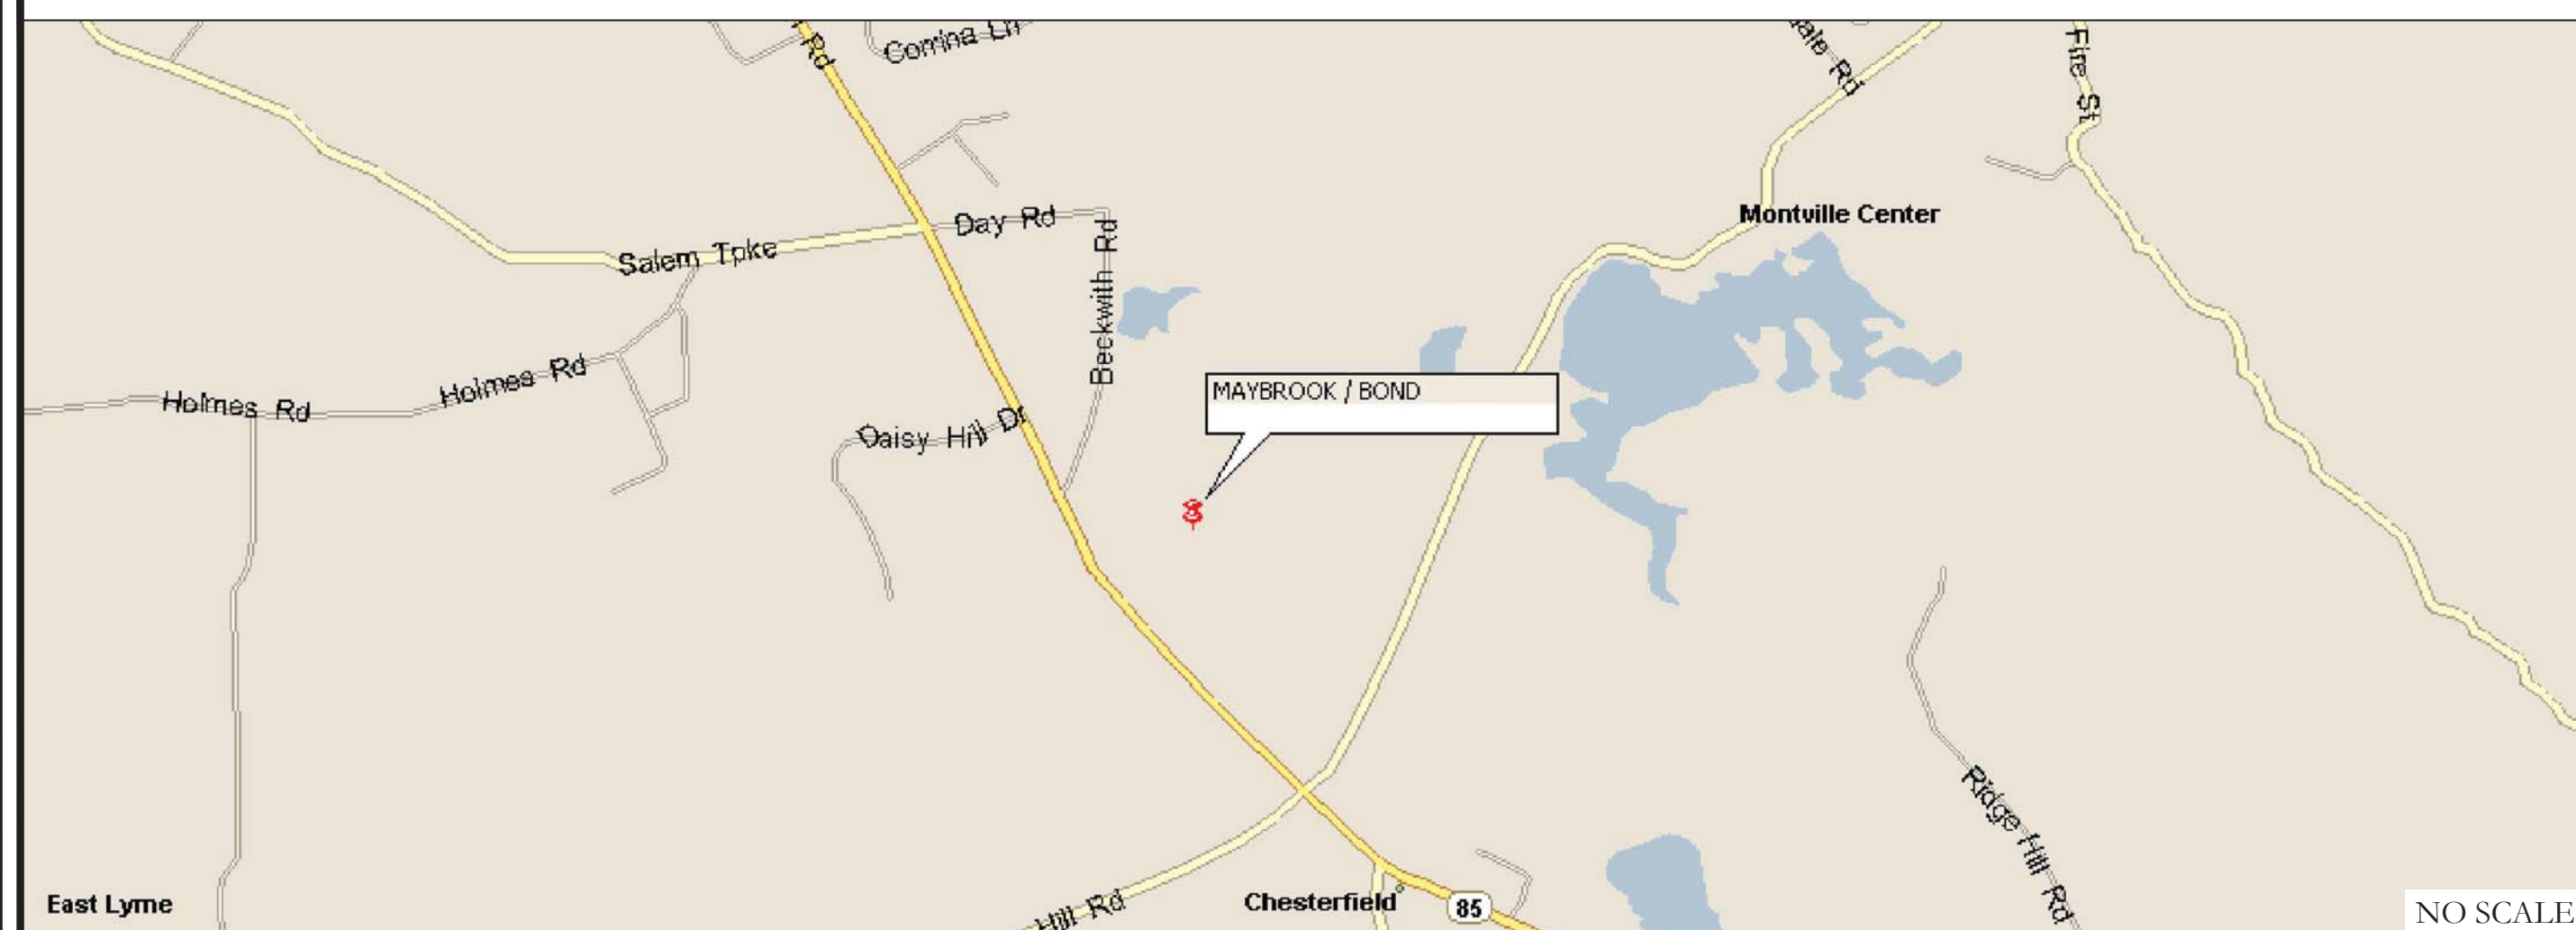 Rd
Corrina Ln
Rd
Fire St
Montville Center
Day Rd
Salem Tpke
Beckwith Rd
Holmes Rd
Holmes Rd
Daisy Hill Dr
MAYBROOK / BOND
Ridge Hill Rd
East Lyme
Hill Rd
Chesterfield
85
NO SCALE